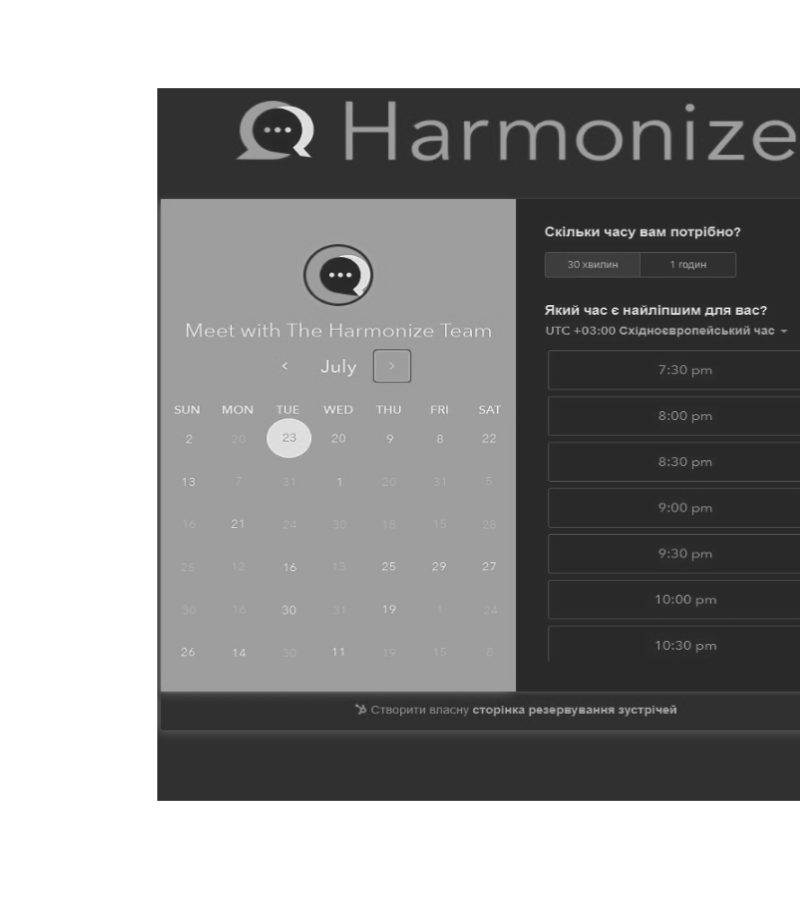 Harmonize
Meet with The Harmonize Team
July
SUN MON TUE WED THU FRI SAT
2 20 23 20 9 8 22
13 7 31 1 20 31 5
16 21 24 30 18 15 28
25 12 16 13 25 29 27
30 16 30 31 19 1 24
26 14 30 11 19 15 8
Скільки часу вам потрібно?
30 хвилин 1 годин
Який час є найліпшим для вас?
UTC +03:00 Східноєвропейський час
7:30 pm
8:00 pm
8:30 pm
9:00 pm
9:30 pm
10:00 pm
10:30 pm
Створити власну сторінка резервування зустрічей